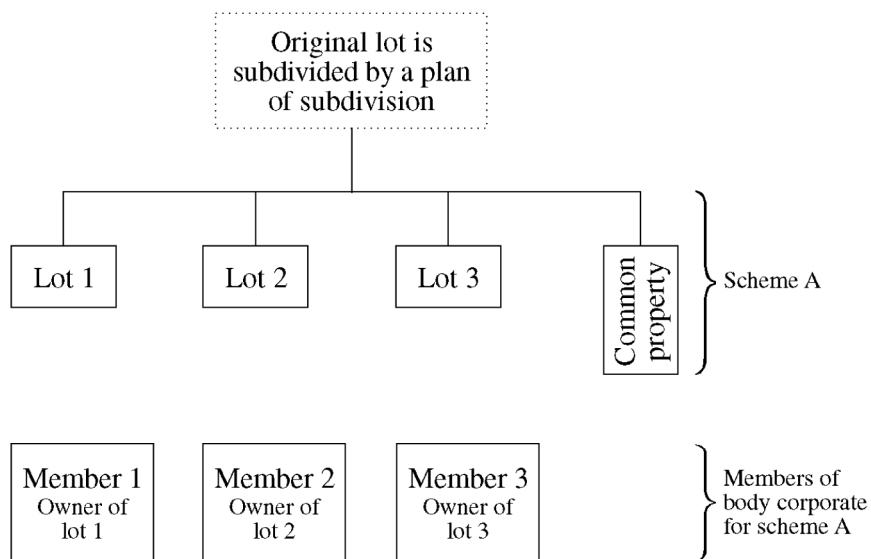 Original lot is
subdivided by a plan
of subdivision
Lot 1
Lot 2
Lot 3
Common
property
Scheme A
Member 1
Owner of
lot 1
Member 2
Owner of
lot 2
Member 3
Owner of
lot 3
Members of
body corporate
for scheme A